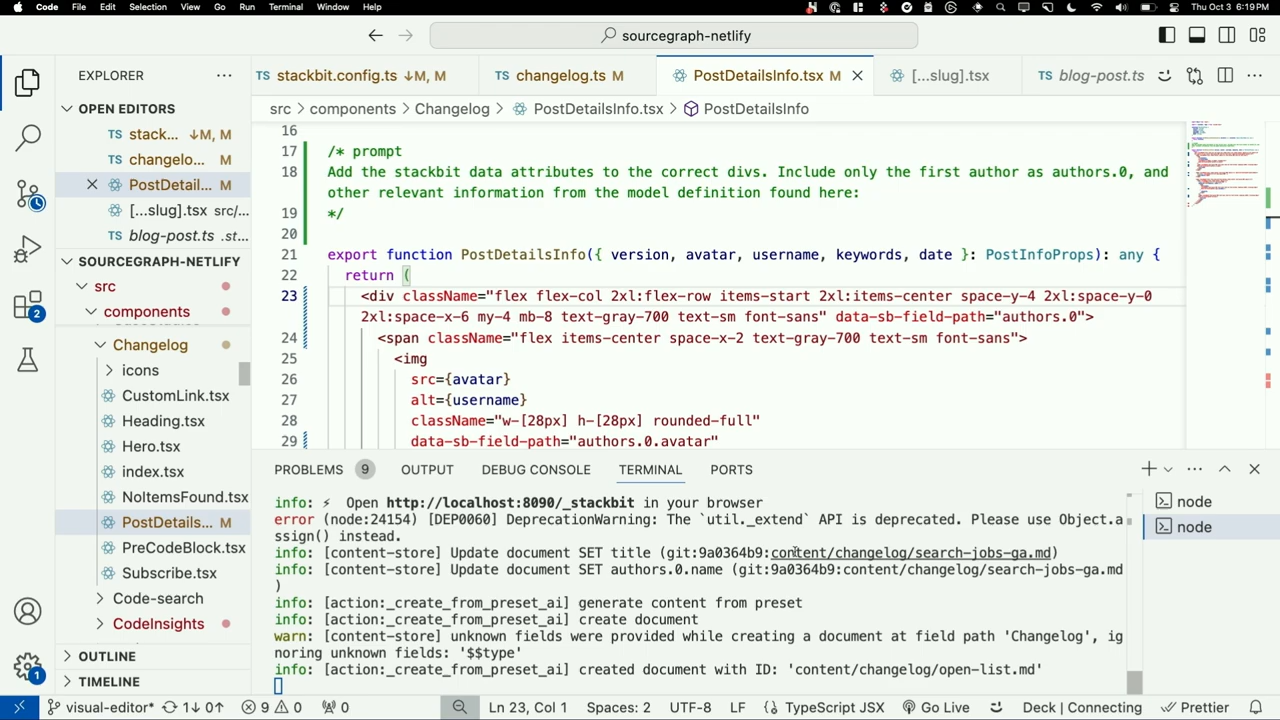 Code File Edit Selection View Go Run Terminal Window Help Thu Oct 3 6:19 PM
sourcegraph-netlify
EXPLORER
stackbit.config.ts ↓M, M
TS changelog.ts M
PostDetailsInfo.tsx M
[...slug].tsx
TS blog-post.ts
OPEN EDITORS
TS stack... ↓M, M
TS changelo... M
PostDetail... M
[...slug].tsx src/...
TS blog-post.ts .st...
SOURCEGRAPH-NETLIFY
src
components
Changelog
icons
CustomLink.tsx
Heading.tsx
Hero.tsx
index.tsx
NoItemsFound.tsx
PostDetails... M
PreCodeBlock.tsx
Subscribe.tsx
Code-search
CodeInsights
OUTLINE
TIMELINE
src > components > Changelog > PostDetailsInfo.tsx > PostDetailsInfo
16
17 /* prompt
18 Add the stackbit data attributes to the correct divs. Include only the first author as authors.0, and
other relevant information from the model definition found here:
19 */
20
21 export function PostDetailsInfo({ version, avatar, username, keywords, date }: PostInfoProps): any {
22 return (
23 <div className="flex flex-col 2xl:flex-row items-start 2xl:items-center space-y-4 2xl:space-y-0
2xl:space-x-6 my-4 mb-8 text-gray-700 text-sm font-sans" data-sb-field-path="authors.0">
24 <span className="flex items-center space-x-2 text-gray-700 text-sm font-sans">
25 <img
26 src={avatar}
27 alt={username}
28 className="w-[28px] h-[28px] rounded-full"
29 data-sb-field-path="authors.0.avatar"
PROBLEMS 9 OUTPUT DEBUG CONSOLE TERMINAL PORTS
info: ⚡ Open http://localhost:8090/_stackbit in your browser
error (node:24154) [DEP0060] DeprecationWarning: The `util._extend` API is deprecated. Please use Object.a
ssign() instead.
info: [content-store] Update document SET title (git:9a0364b9:content/changelog/search-jobs-ga.md)
info: [content-store] Update document SET authors.0.name (git:9a0364b9:content/changelog/search-jobs-ga.md
)
info: [action:_create_from_preset_ai] generate content from preset
info: [action:_create_from_preset_ai] create document
warn: [content-store] unknown fields were provided while creating a document at field path 'Changelog', ig
noring unknown fields: '$$type'
info: [action:_create_from_preset_ai] created document with ID: 'content/changelog/open-list.md'
node
node
2
1
visual-editor* 1↓ 0↑ 9 0 0 Ln 23, Col 1 Spaces: 2 UTF-8 LF {} TypeScript JSX Go Live Deck | Connecting Prettier